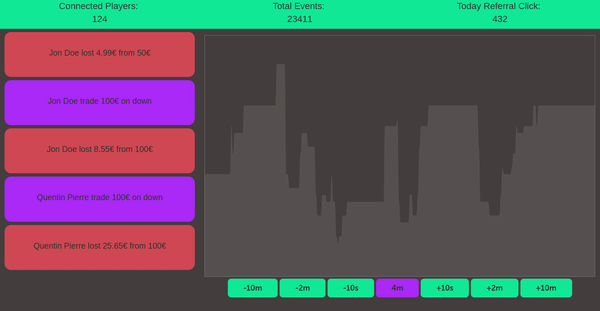 Connected Players:
124
Total Events:
23411
Today Referral Click:
432
Jon Doe lost 4.99€ from 50€
Jon Doe trade 100€ on down
Jon Doe lost 8.55€ from 100€
Quentin Pierre trade 100€ on down
Quentin Pierre lost 25.65€ from 100€
-10m
-2m
-10s
4m
+10s
+2m
+10m